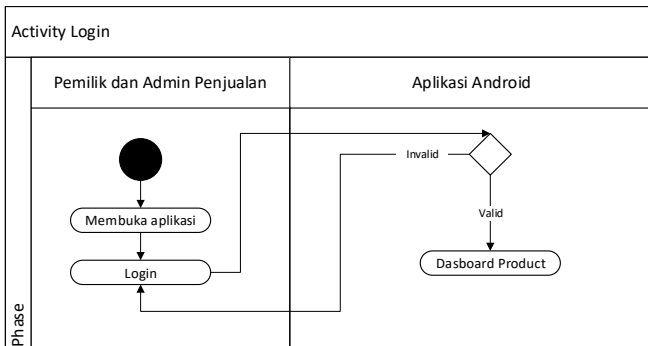 Activity Login
Pemilik dan Admin Penjualan
Aplikasi Android
Invalid
Membuka aplikasi
Valid
Dasboard Product
Login
Phase